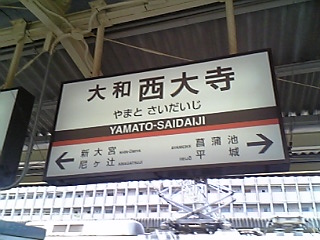 大和西大寺
やまと さいだいじ
YAMATO-SAIDAIJI
新大宮
尼ヶ辻
菖蒲池
平城